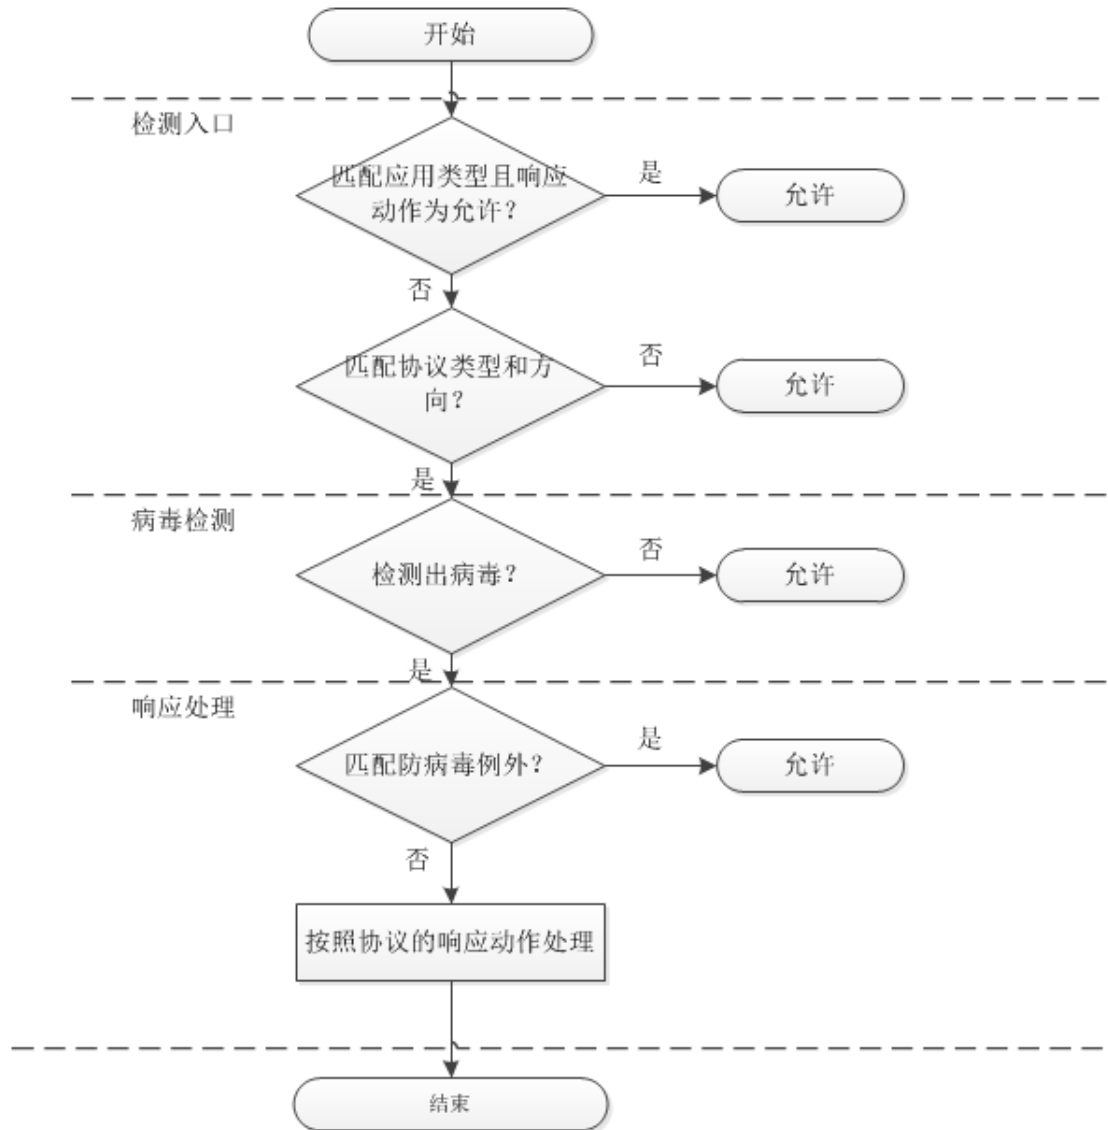 开始
检测入口
匹配应用类型且响应
动作为允许？
是
允许
否
匹配协议类型和方
向？
否
允许
是
病毒检测
检测出病毒？
否
允许
是
响应处理
匹配防病毒例外？
是
允许
否
按照协议的响应动作处理
结束